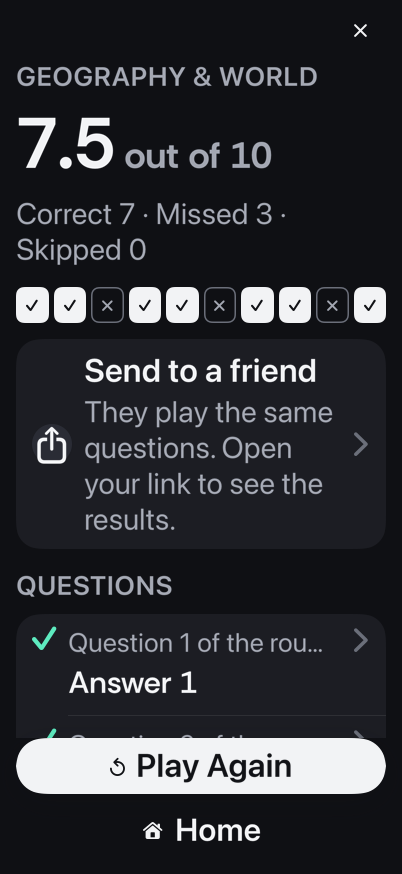 GEOGRAPHY & WORLD
7.5 out of 10
Correct 7 · Missed 3 ·
Skipped 0
Send to a friend
They play the same
questions. Open
your link to see the
results.
QUESTIONS
Question 1 of the rou...
Answer 1
Play Again
Home